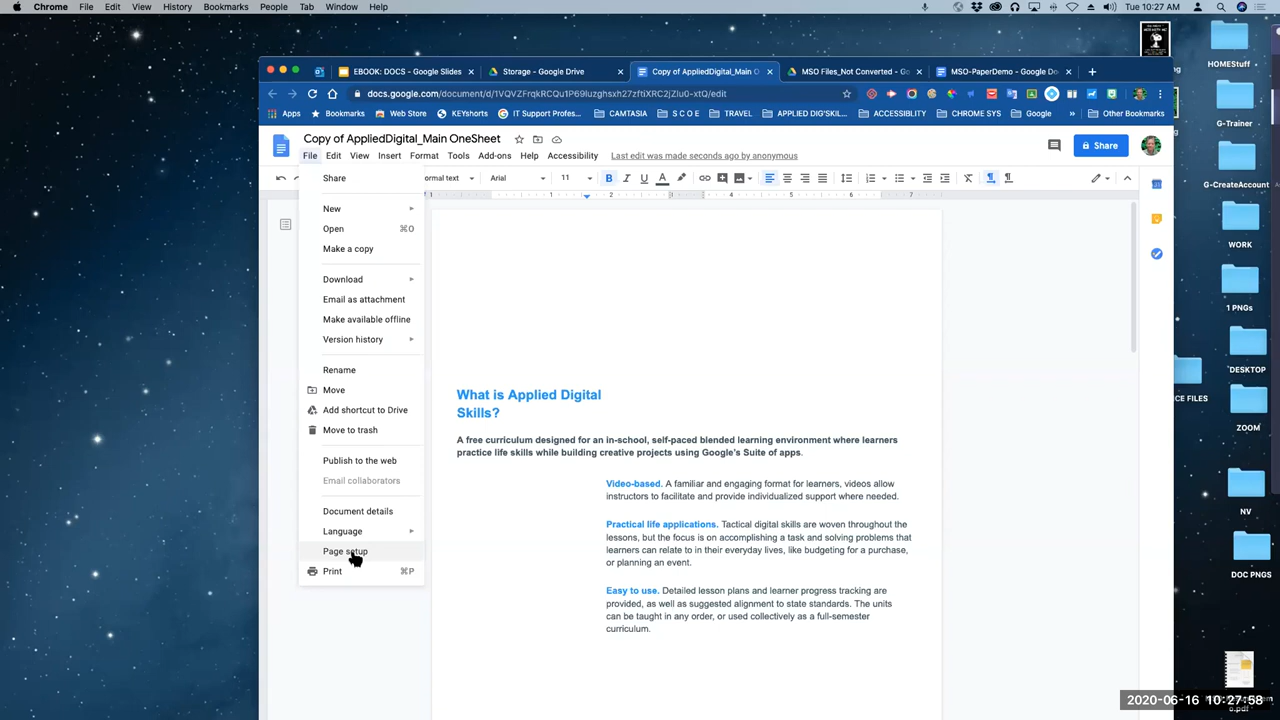 Chrome File Edit View History Bookmarks People Tab Window Help
Tue 10:27 AM
EBOOK: DOCS - Google Slides
Storage - Google Drive
Copy of AppliedDigital_Main O
MSO Files_Not Converted - Go
MSO-PaperDemo - Google Do
docs.google.com/document/d/1VQVZFrqkRCQu1P69luzghsxh27zftiXRC2jZlu0-xtQ/edit
Apps Bookmarks Work Google Store KEYshorts IT Support Profes... CAMTASIA S C O E TRAVEL APPLIED DIG'SKIL... ACCESSIBLITY CHROME SYS Google Other Bookmarks
Copy of AppliedDigital_Main OneSheet
File Edit View Insert Format Tools Add-ons Help Accessibility Last edit was made seconds ago by anonymous
Share
ormal text Arial 11 B I U A
1 1 2 3 4 5 6 7
Share
New
Open ⌘O
Make a copy
Download
Email as attachment
Make available offline
Version history
Rename
Move
Add shortcut to Drive
Move to trash
Publish to the web
Email collaborators
Document details
Language
Page setup
Print ⌘P
What is Applied Digital
Skills?
A free curriculum designed for an in-school, self-paced blended learning environment where learners
practice life skills while building creative projects using Google's Suite of apps.
Video-based. A familiar and engaging format for learners, videos allow
instructors to facilitate and provide individualized support where needed.
Practical life applications. Tactical digital skills are woven throughout the
lessons, but the focus is on accomplishing a task and solving problems that
learners can relate to in their everyday lives, like budgeting for a purchase,
or planning an event.
Easy to use. Detailed lesson plans and learner progress tracking are
provided, as well as suggested alignment to state standards. The units
can be taught in any order, or used collectively as a full-semester
curriculum.
HOMEStuff
G-Trainer
G-CreateAccount
WORK
1 PNGs
DESKTOP
ICE FILES
ZOOM
NV
DOC PNGS
2020-06-16 10:27:58